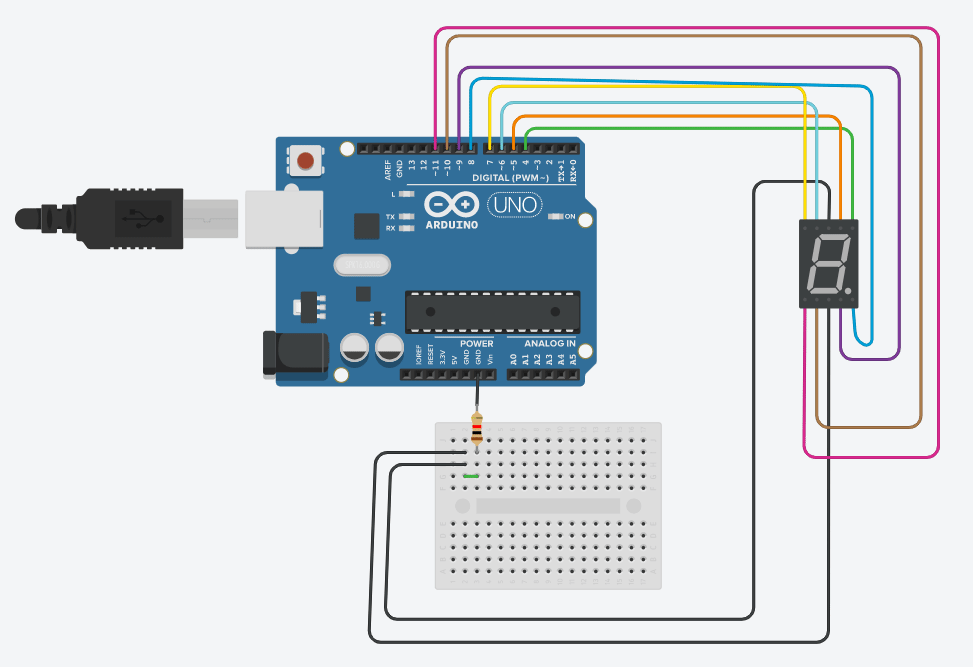 AREF
GND
13
12
~11
~10
~9
8
7
~6
~5
4
~3
2
TX→1
RX←0
DIGITAL (PWM~)
L
TX
RX
ARDUINO
UNO
ON
POWER
ANALOG IN
IOREF
RESET
3.3V
5V
GND
GND
Vin
A0
A1
A2
A3
A4
A5